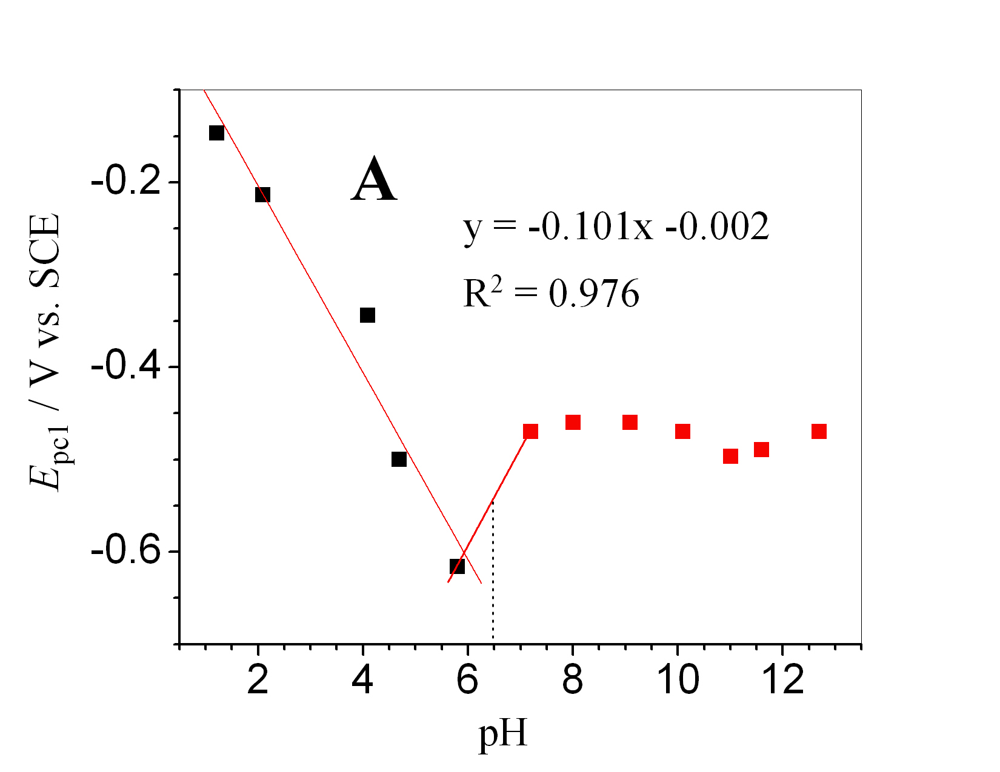 A
y = -0.101x -0.002
R² = 0.976
-0.2
-0.4
-0.6
Epc1 / V vs. SCE
2 4 6 8 10 12
pH